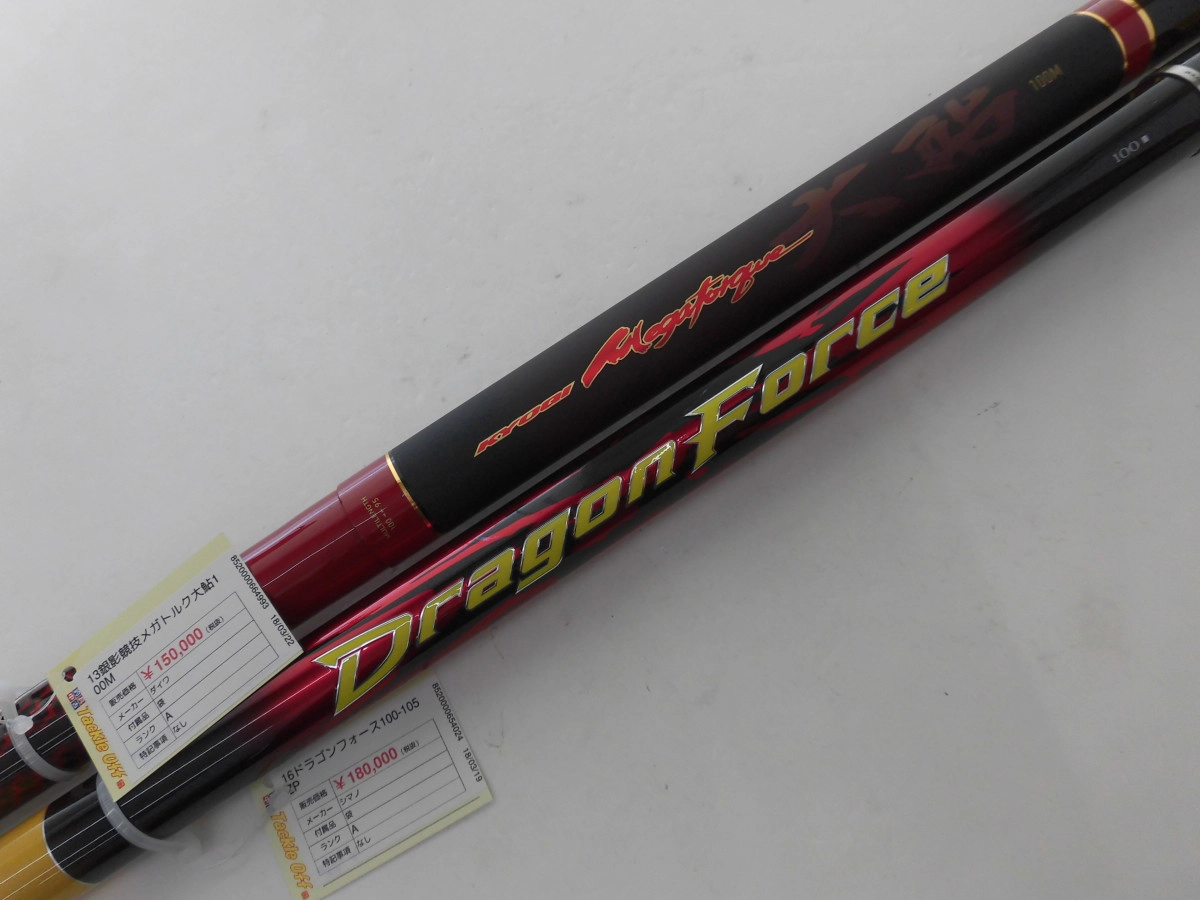 100M
大鮎
KYOGI Megatorque
100
Dragon Force
8520000664993 18/03/22
13銀影競技メガトルク大鮎1
00M
販売価格 ¥150,000 (税抜)
メーカー ダイワ
付属品 袋
ランク A
特記事項 なし
Tackle Off
8520000654024 18/03/19
16ドラゴンフォース100-105
ZP
販売価格 ¥180,000 (税抜)
メーカー シマノ
付属品 袋
ランク A
特記事項 なし
Tackle Off